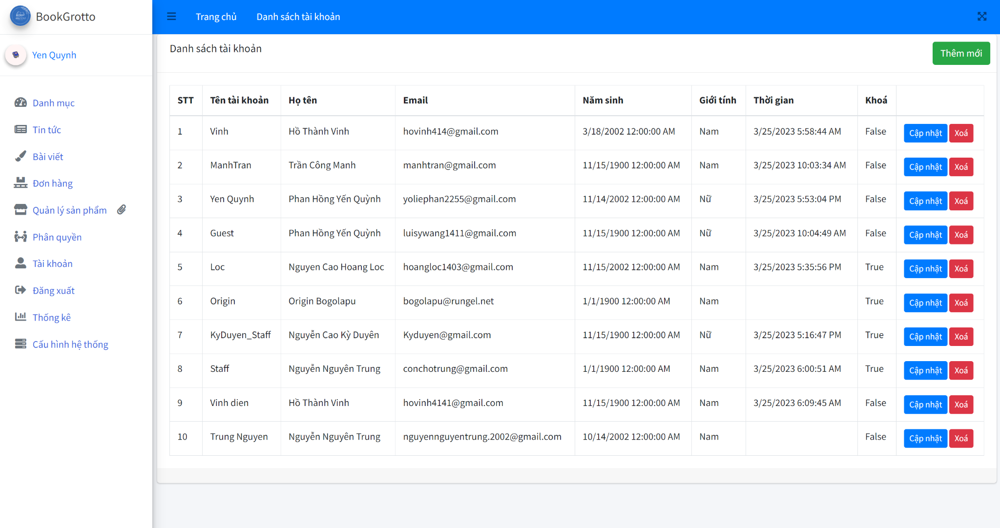 BookGrotto
Trang chủ
Danh sách tài khoản
Yen Quynh
Danh mục
Tin tức
Bài viết
Đơn hàng
Quản lý sản phẩm
Phân quyền
Tài khoản
Đăng xuất
Thống kê
Cấu hình hệ thống
Danh sách tài khoản
Thêm mới
STT Tên tài khoản Họ tên Email Năm sinh Giới tính Thời gian Khoá
1 Vinh Hồ Thành Vinh hovinh414@gmail.com 3/18/2002 12:00:00 AM Nam 3/25/2023 5:58:44 AM False Cập nhật Xoá
2 ManhTran Trần Công Manh manhtran@gmail.com 11/15/1900 12:00:00 AM Nam 3/25/2023 10:03:34 AM False Cập nhật Xoá
3 Yen Quynh Phan Hồng Yến Quỳnh yoliephan2255@gmail.com 11/14/2002 12:00:00 AM Nữ 3/25/2023 5:53:04 PM False Cập nhật Xoá
4 Guest Phan Hồng Yến Quỳnh luisywang1411@gmail.com 11/15/1900 12:00:00 AM Nữ 3/25/2023 10:04:49 AM False Cập nhật Xoá
5 Loc Nguyen Cao Hoang Loc hoangloc1403@gmail.com 11/15/2002 12:00:00 AM Nam 3/25/2023 5:35:56 PM True Cập nhật Xoá
6 Origin Origin Bogolapu bogolapu@rungel.net 1/1/1900 12:00:00 AM Nam True Cập nhật Xoá
7 KyDuyen_Staff Nguyễn Cao Kỳ Duyên Kyduyen@gmail.com 11/15/1900 12:00:00 AM Nữ 3/25/2023 5:16:47 PM True Cập nhật Xoá
8 Staff Nguyễn Nguyên Trung conchotrung@gmail.com 1/1/1900 12:00:00 AM Nam 3/25/2023 6:00:51 AM True Cập nhật Xoá
9 Vinh dien Hồ Thành Vinh hovinh4141@gmail.com 11/15/1900 12:00:00 AM Nam 3/25/2023 6:09:45 AM False Cập nhật Xoá
10 Trung Nguyen Nguyễn Nguyên Trung nguyennguyentrung.2002@gmail.com 10/14/2002 12:00:00 AM Nam False Cập nhật Xoá